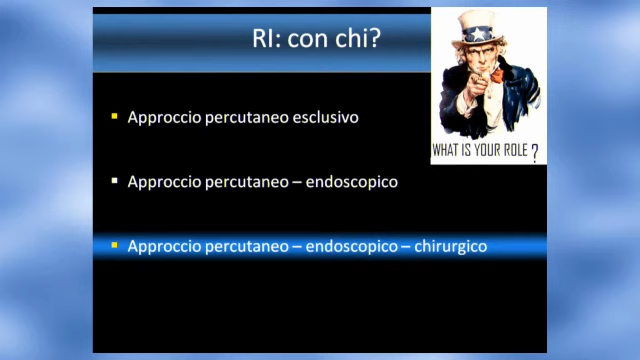 RI: con chi?
WHAT IS YOUR ROLE ?
Approccio percutaneo esclusivo
Approccio percutaneo – endoscopico
Approccio percutaneo – endoscopico – chirurgico